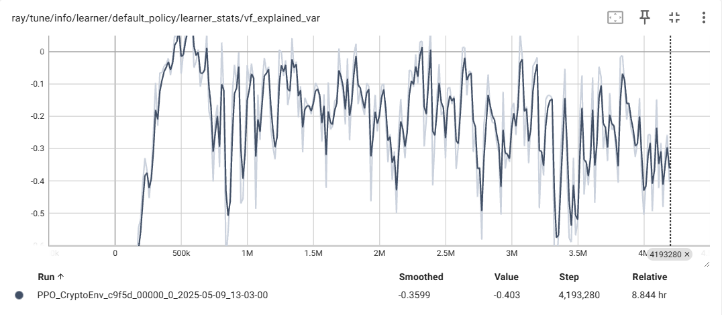 ray/tune/info/learner/default_policy/learner_stats/vf_explained_var
0
-0.1
-0.2
-0.3
-0.4
-0.5
0 500k 1M 1.5M 2M 2.5M 3M 3.5M 4M 4193280 ×
Run ↑ Smoothed Value Step Relative
PPO_CryptoEnv_c9f5d_00000_0_2025-05-09_13-03-00 -0.3599 -0.403 4,193,280 8.844 hr